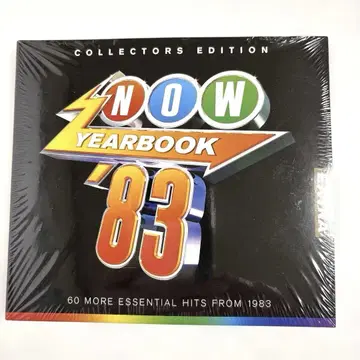 COLLECTORS EDITION
NOW
YEARBOOK
'83
60 MORE ESSENTIAL HITS FROM 1983